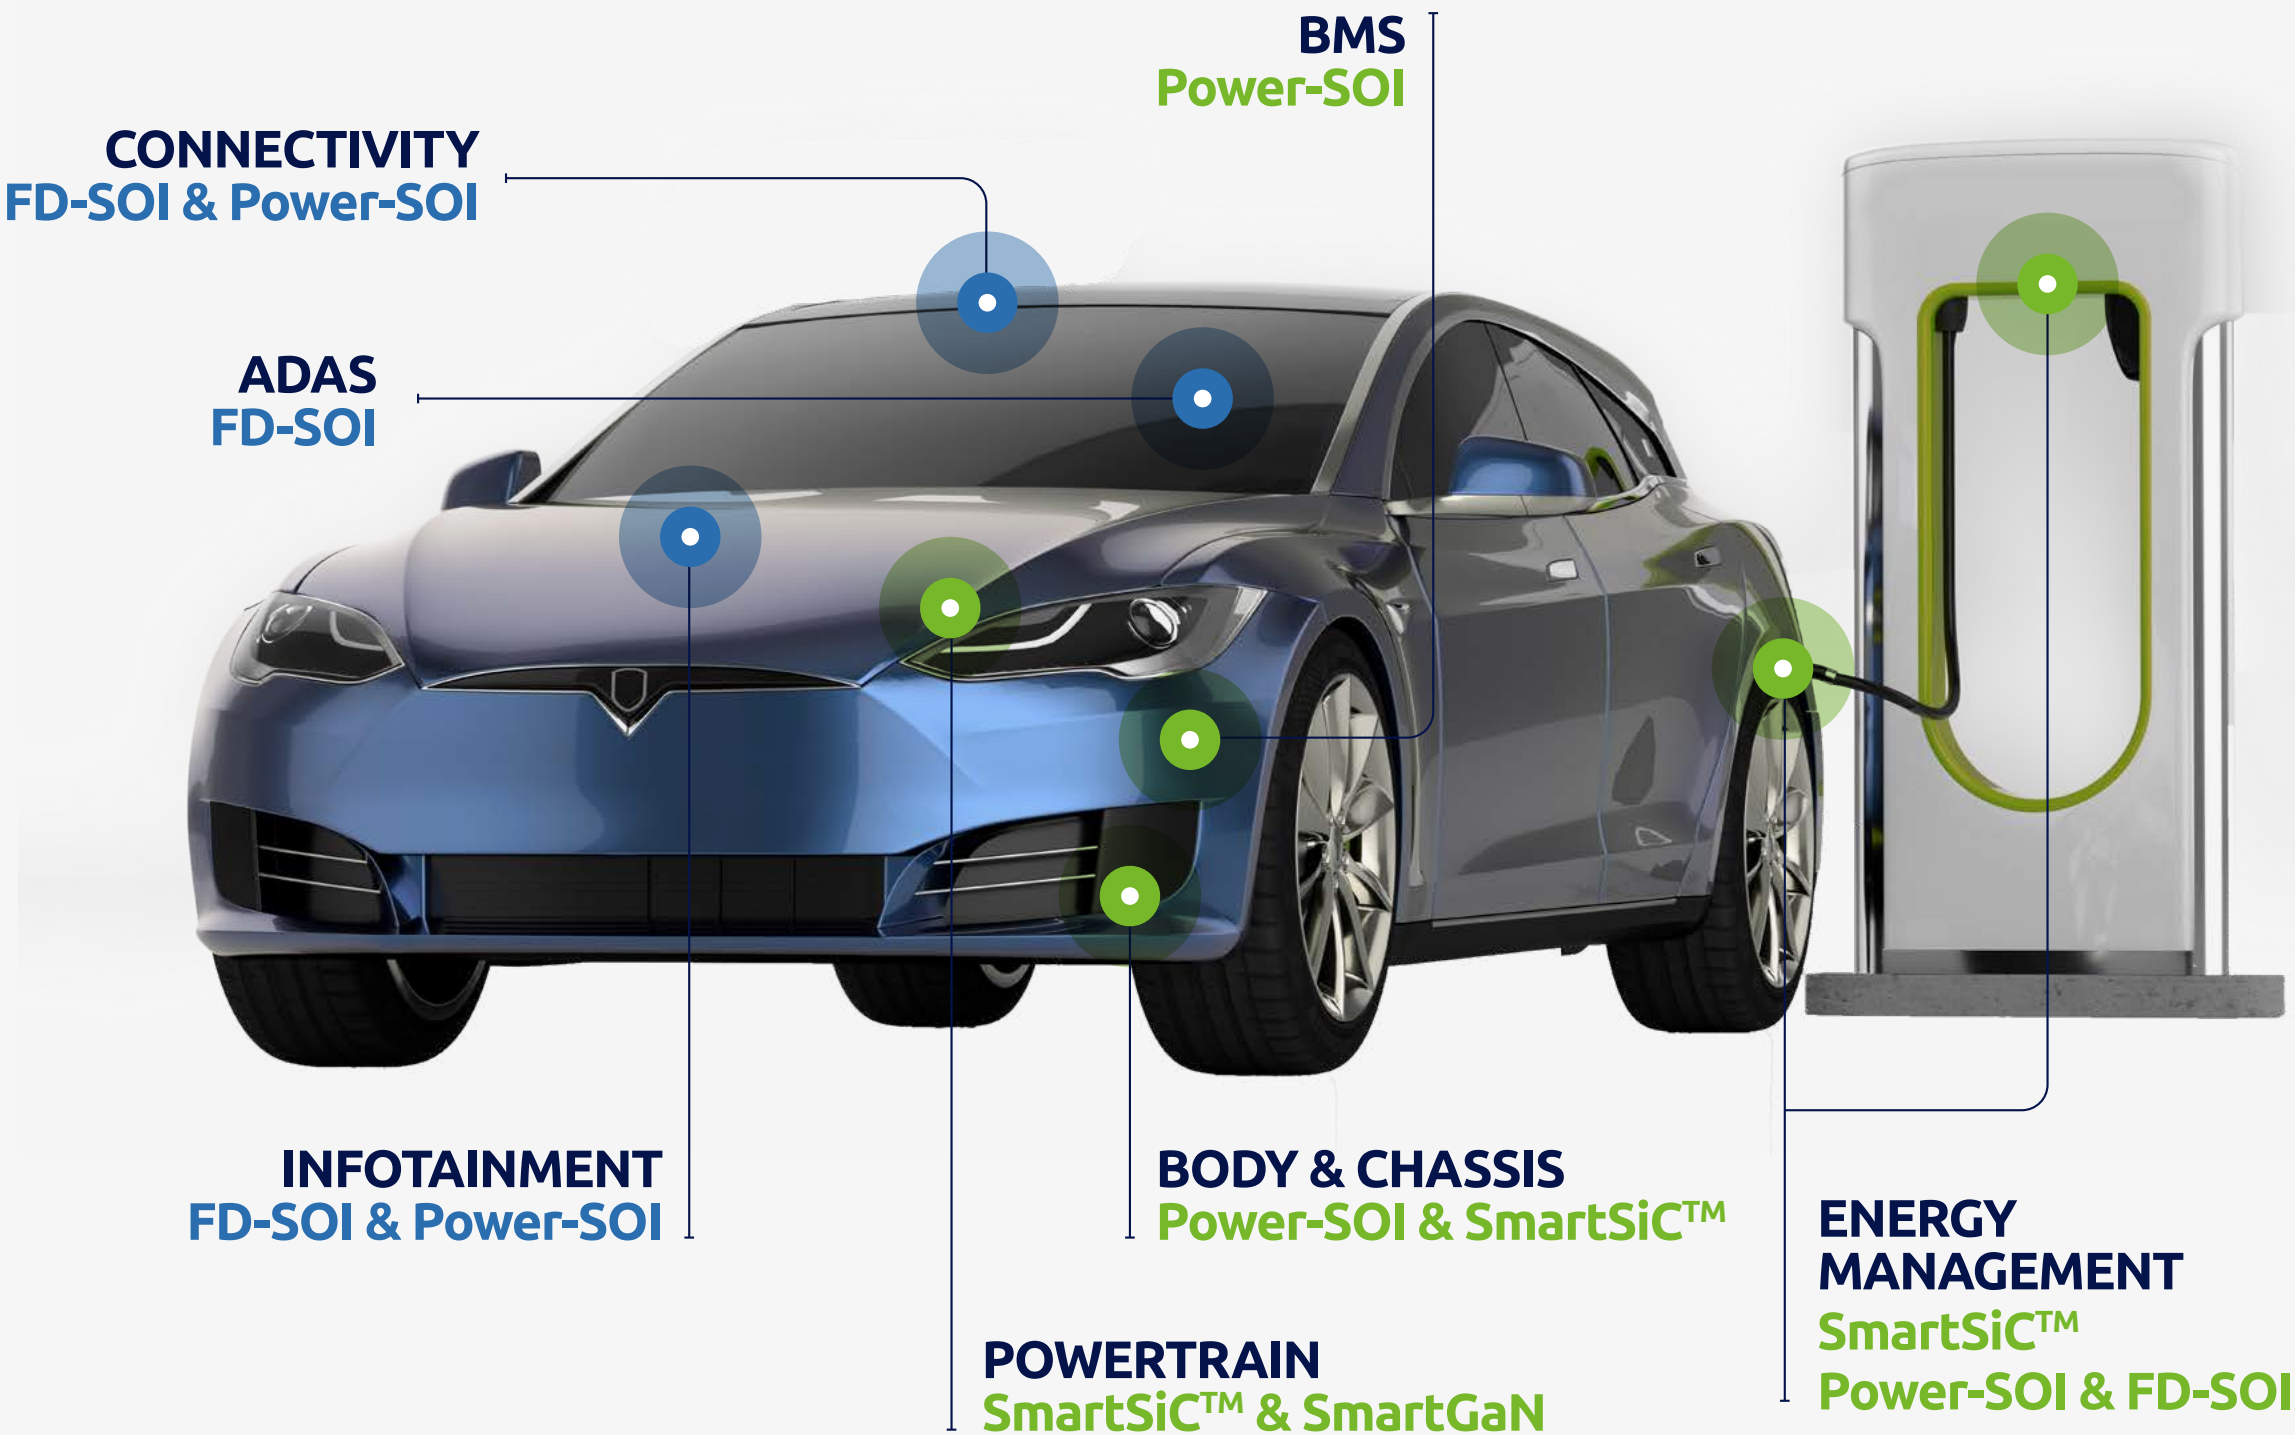 BMS
Power-SOI
CONNECTIVITY
FD-SOI & Power-SOI
ADAS
FD-SOI
INFOTAINMENT
FD-SOI & Power-SOI
BODY & CHASSIS
Power-SOI & SmartSiC™
ENERGY
MANAGEMENT
SmartSiC™
Power-SOI & FD-SOI
POWERTRAIN
SmartSiC™ & SmartGaN